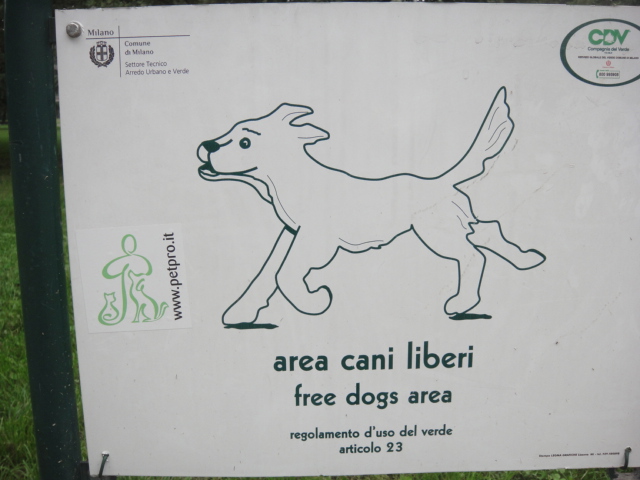 Milano
Comune
di Milano
Settore Tecnico
Arredo Urbano e Verde
CDV
Compagnia del Verde
www.petpro.it
area cani liberi
free dogs area
regolamento d'uso del verde
articolo 23